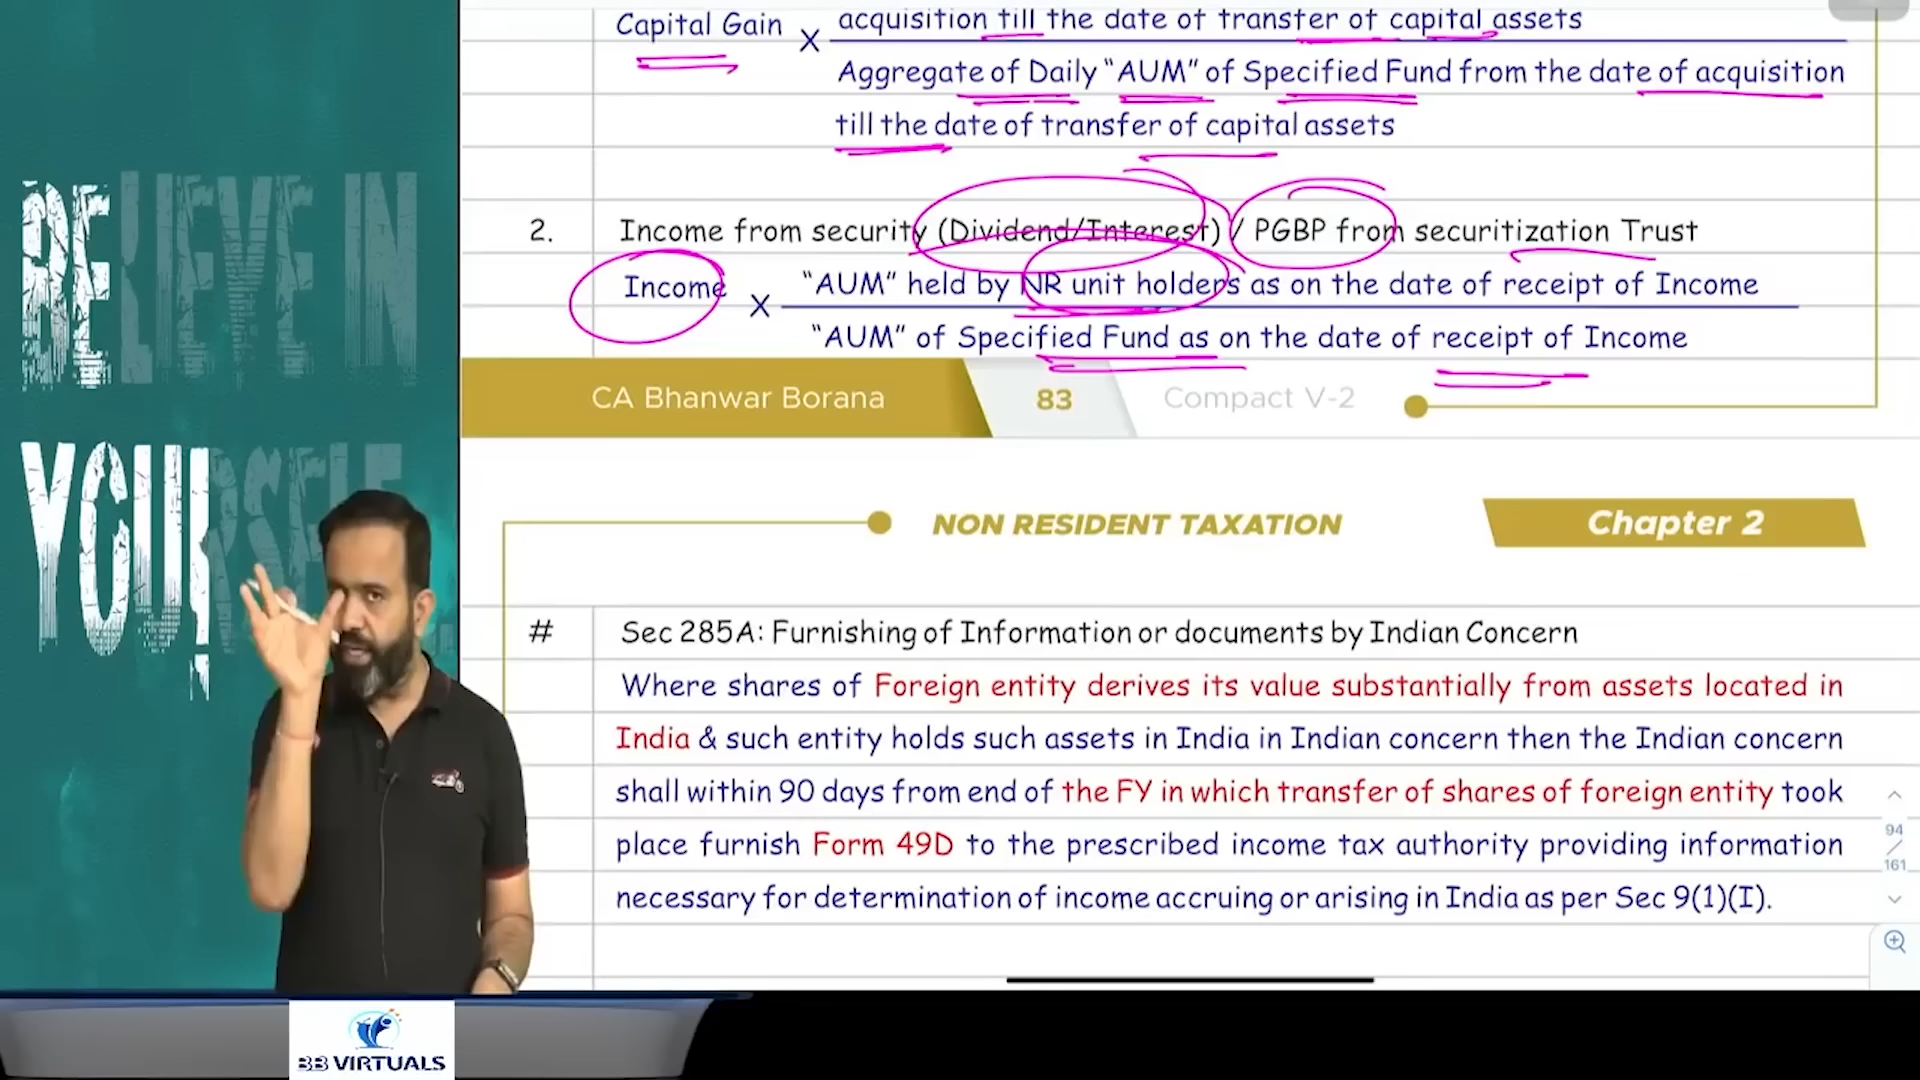 BELIEVE IN
YOURSELF
Capital Gain X acquisition till the date of transfer of capital assets
Aggregate of Daily “AUM” of Specified Fund from the date of acquisition
till the date of transfer of capital assets
2. Income from security (Dividend/Interest) / PGBP from securitization Trust
Income X “AUM” held by NR unit holders as on the date of receipt of Income
“AUM” of Specified Fund as on the date of receipt of Income
CA Bhanwar Borana 83 Compact V-2
NON RESIDENT TAXATION Chapter 2
# Sec 285A: Furnishing of Information or documents by Indian Concern
Where shares of Foreign entity derives its value substantially from assets located in
India & such entity holds such assets in India in Indian concern then the Indian concern
shall within 90 days from end of the FY in which transfer of shares of foreign entity took
place furnish Form 49D to the prescribed income tax authority providing information
necessary for determination of income accruing or arising in India as per Sec 9(1)(I).
94
/
161
BB VIRTUALS